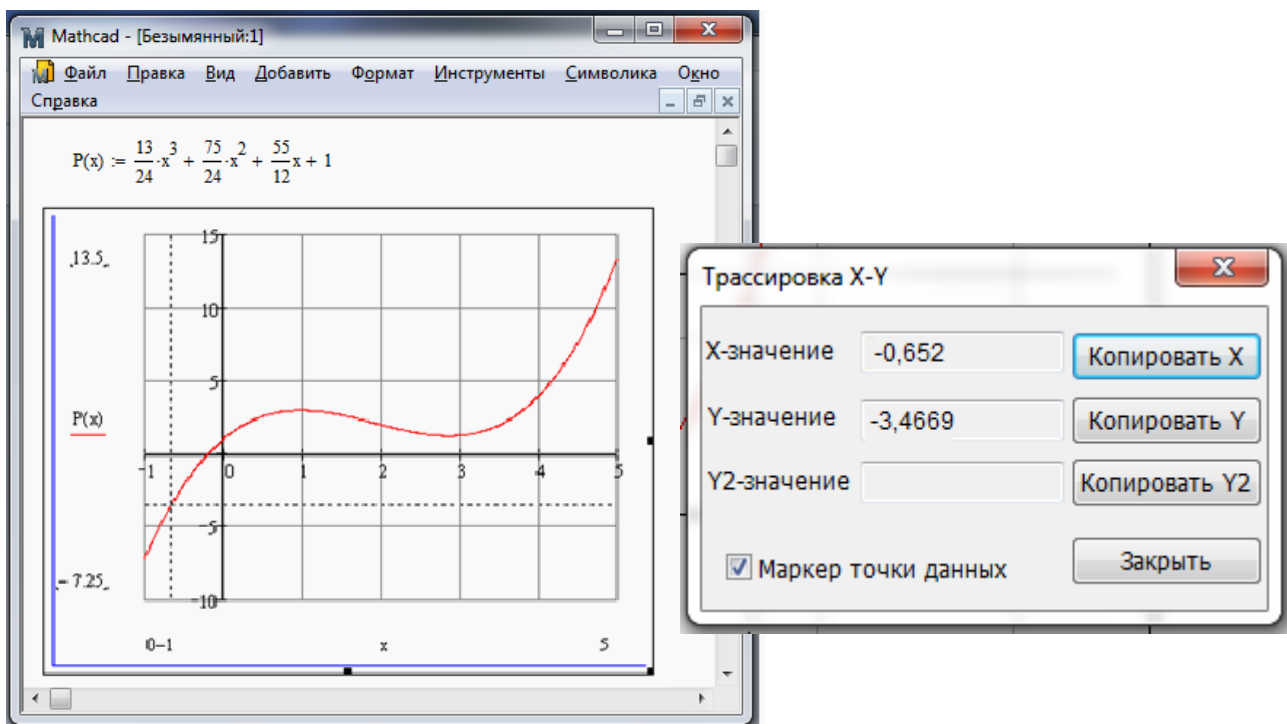 Mathcad - [Безымянный:1]
Файл Правка Вид Добавить Формат Инструменты Символика Окно
Справка
P(x) := 13/24·x^3 + 75/24·x^2 + 55/12 x + 1
13.5
P(x)
- 7.25
15
10
5
-1 0 1 2 3 4 5
-5
-10
0-1 x 5
Трассировка X-Y
X-значение -0,652 Копировать X
Y-значение -3,4669 Копировать Y
Y2-значение Копировать Y2
Маркер точки данных Закрыть